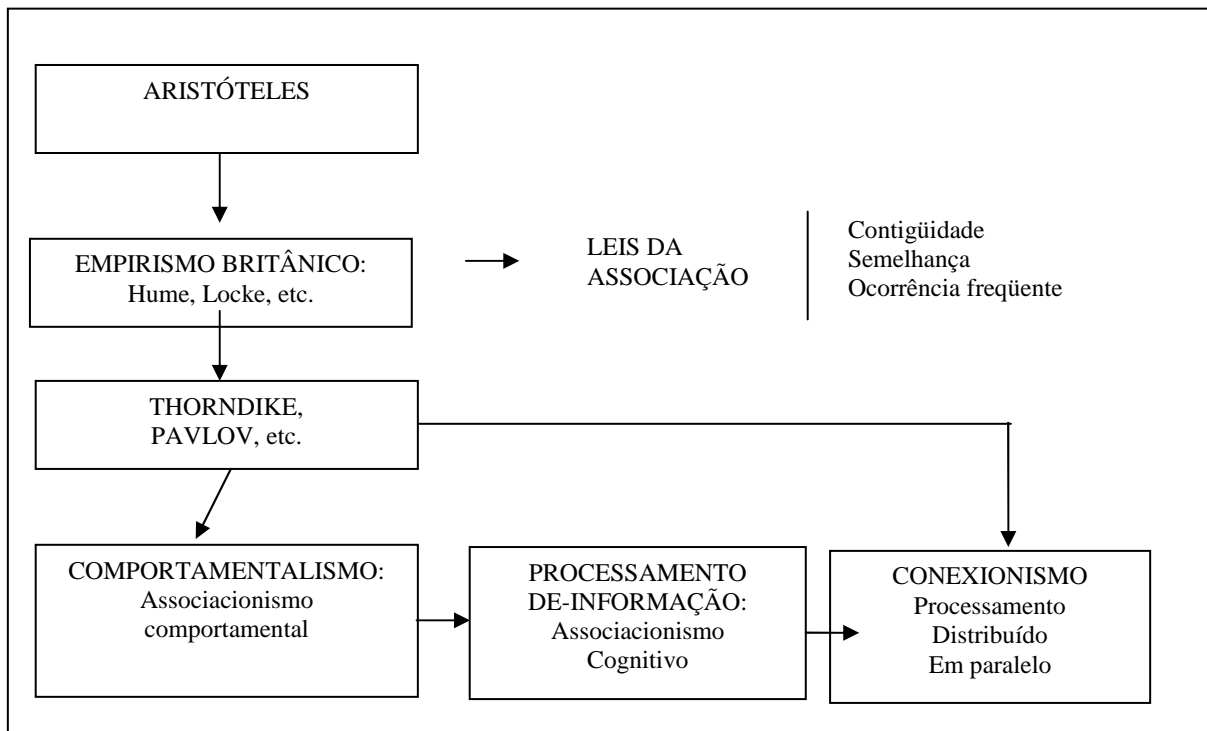 ARISTÓTELES
EMPIRISMO BRITÂNICO:
Hume, Locke, etc.
LEIS DA
ASSOCIAÇÃO
Contigüidade
Semelhança
Ocorrência freqüente
THORNDIKE,
PAVLOV, etc.
COMPORTAMENTALISMO:
Associacionismo
comportamental
PROCESSAMENTO
DE-INFORMAÇÃO:
Associacionismo
Cognitivo
CONEXIONISMO
Processamento
Distribuído
Em paralelo